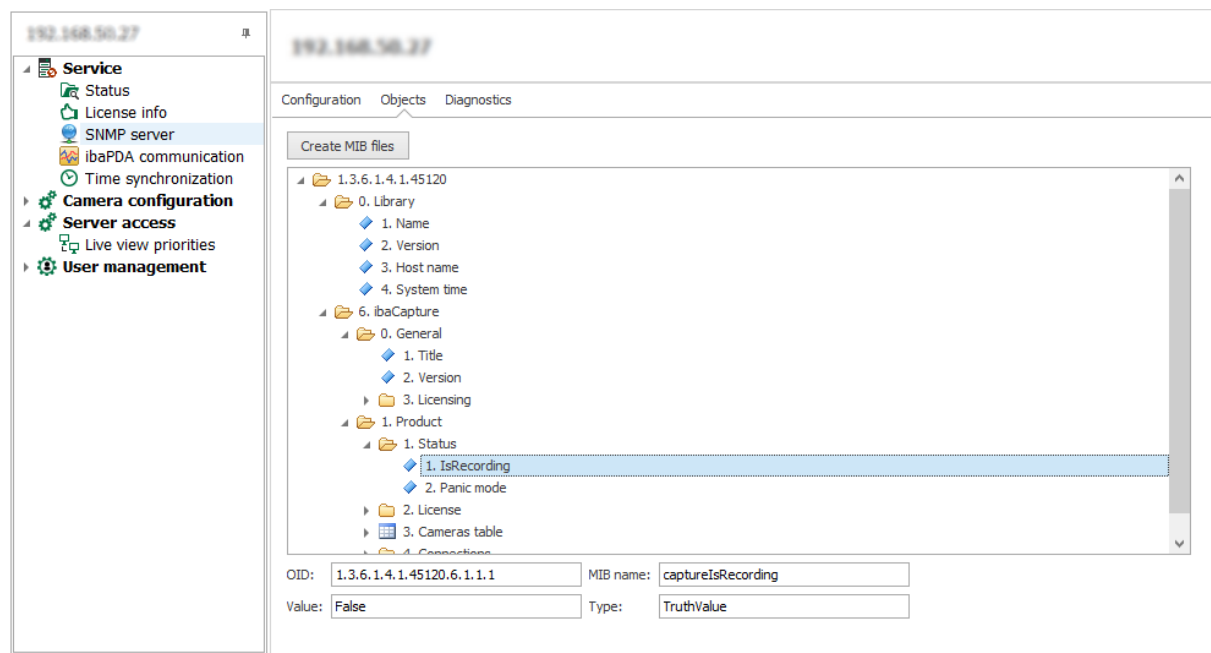 Service
Status
License info
SNMP server
ibaPDA communication
Time synchronization
Camera configuration
Server access
Live view priorities
User management
Configuration Objects Diagnostics
Create MIB files
1.3.6.1.4.1.45120
0. Library
1. Name
2. Version
3. Host name
4. System time
6. ibaCapture
0. General
1. Title
2. Version
3. Licensing
1. Product
1. Status
1. IsRecording
2. Panic mode
2. License
3. Cameras table
4. Connections
OID: 1.3.6.1.4.1.45120.6.1.1.1 MIB name: captureIsRecording
Value: False Type: TruthValue